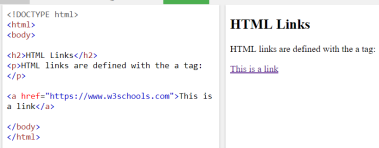 <!DOCTYPE html>
<html>
<body>
<h2>HTML Links</h2>
<p>HTML links are defined with the a tag:
</p>
<a href="https://www.w3schools.com">This is
a link</a>
</body>
</html>
HTML Links
HTML links are defined with the a tag:
This is a link